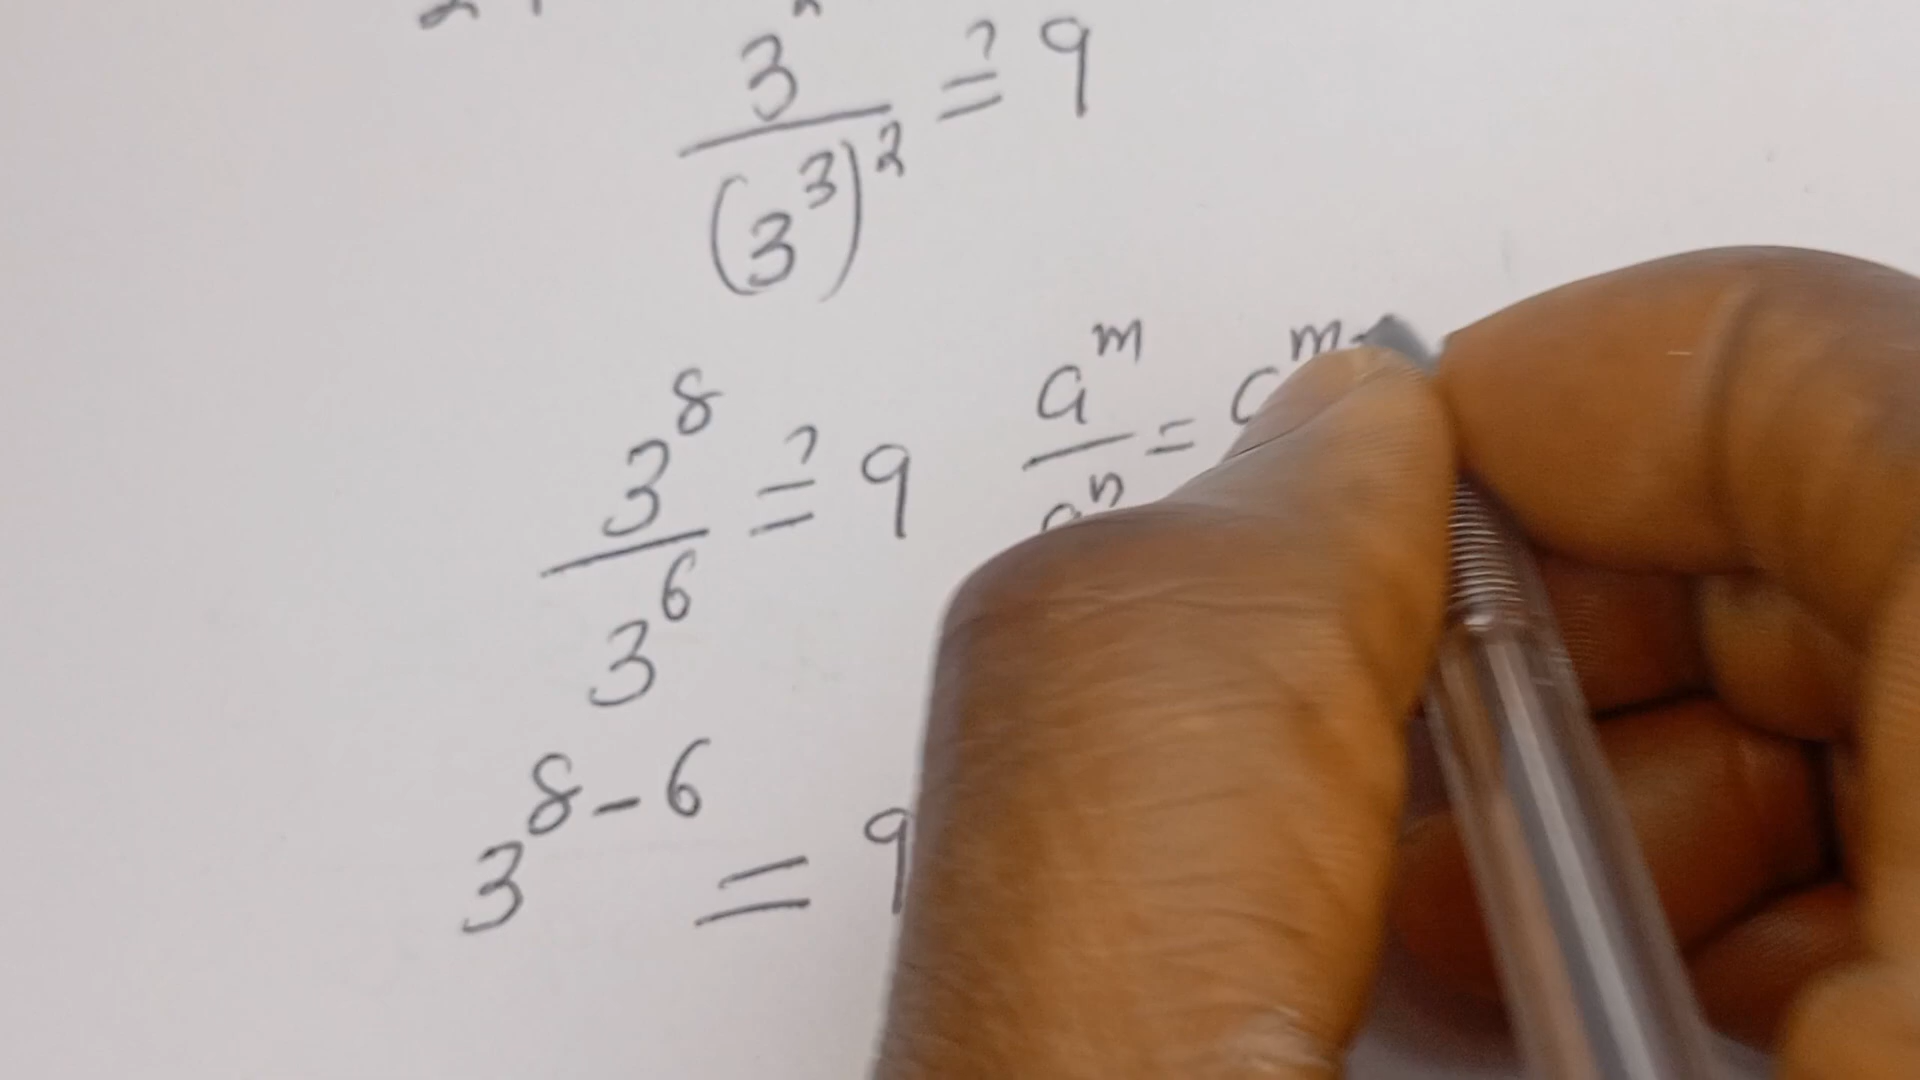 3 / (3^3)^2 =? 9
3^8 / 3^6 =? 9
a^m / a^n = a^m-
3^8-6 = 9